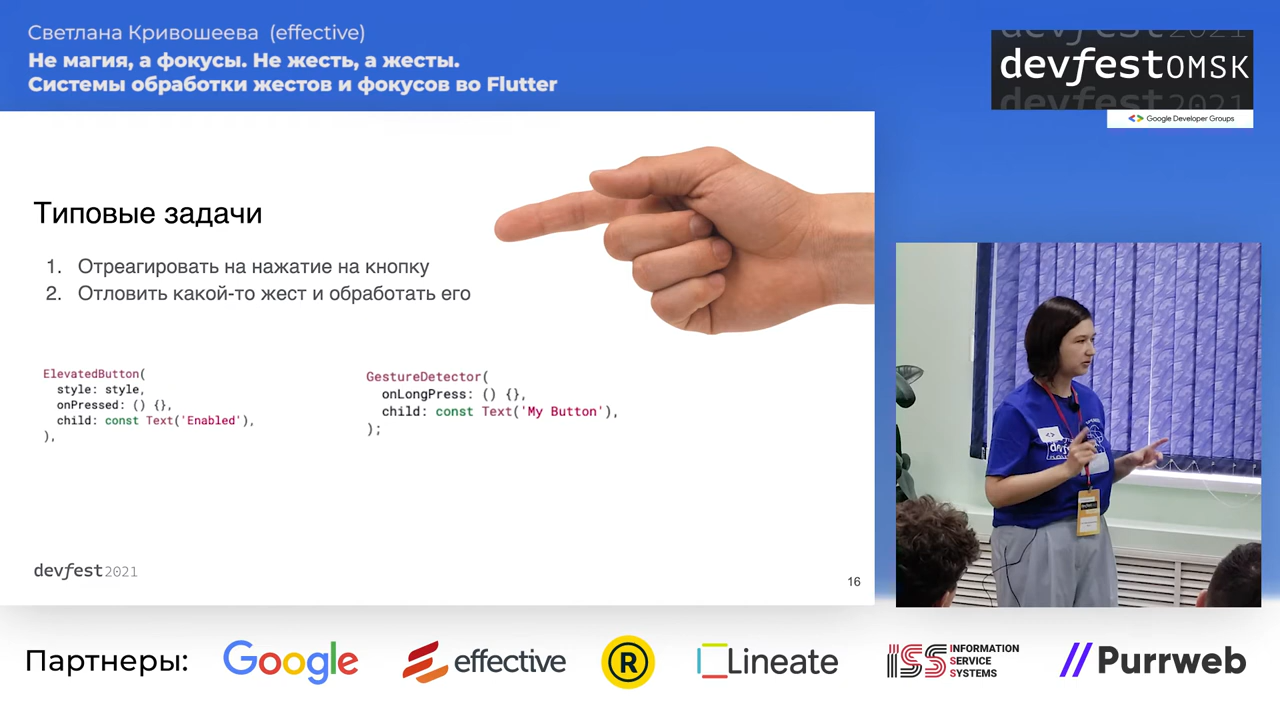 Светлана Кривошеева (effective)
Не магия, а фокусы. Не жесть, а жесты.
Системы обработки жестов и фокусов во Flutter
devfest2021
devfestOMSK
devfest2021
Google Developer Groups
Типовые задачи
1. Отреагировать на нажатие на кнопку
2. Отловить какой-то жест и обработать его
ElevatedButton(
style: style,
onPressed: () {},
child: const Text('Enabled'),
),
GestureDetector(
onLongPress: () {},
child: const Text('My Button'),
);
devfest2021
16
Партнеры:
Google
effective
R
Lineate
ISS INFORMATION
SERVICE
SYSTEMS
Purrweb